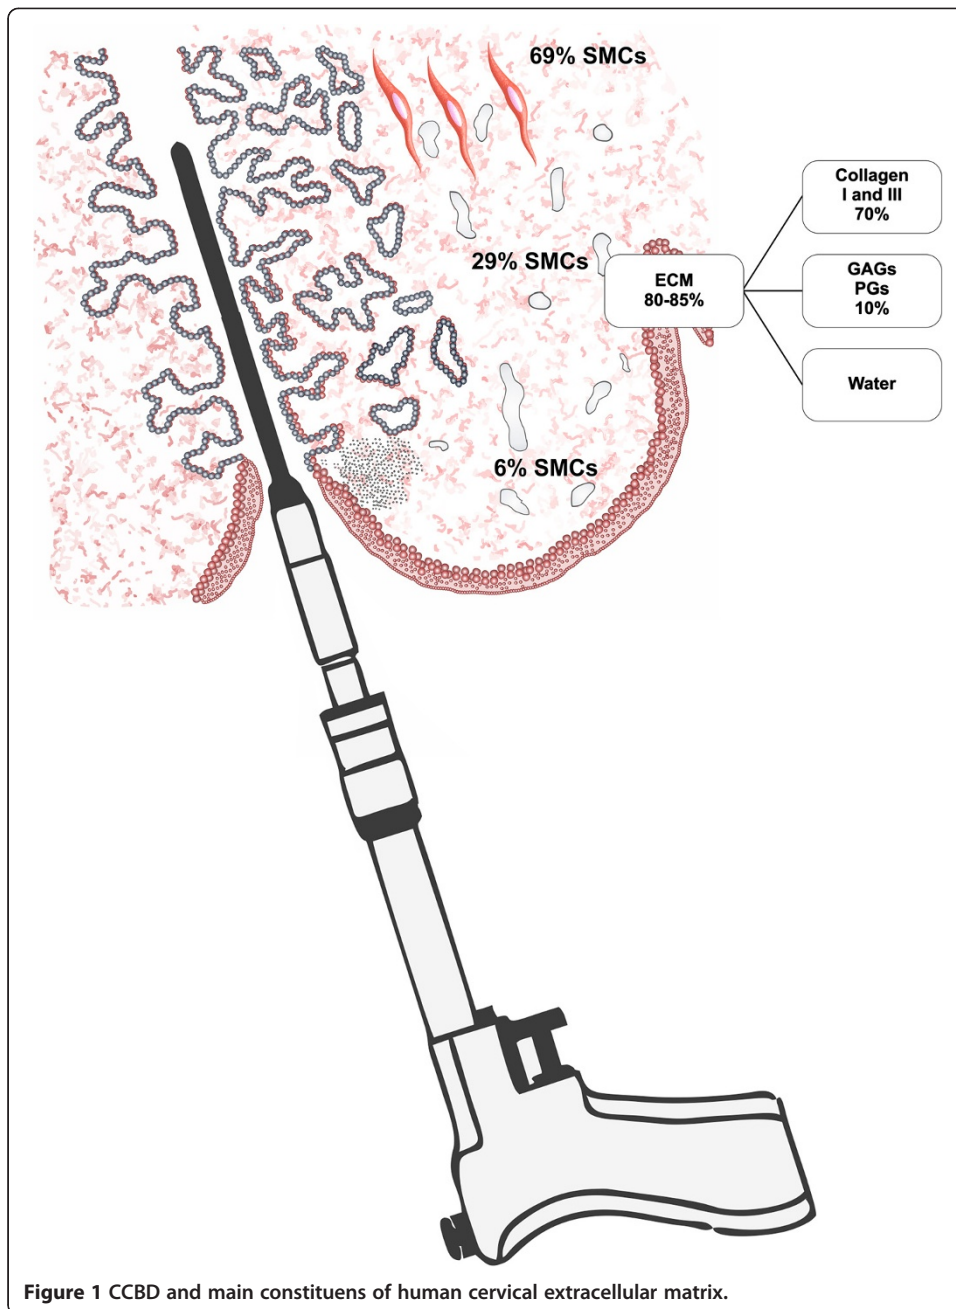 69% SMCs
29% SMCs
6% SMCs
ECM
80-85%
Collagen
I and III
70%
GAGs
PGs
10%
Water
Figure 1 CCBD and main constituens of human cervical extracellular matrix.